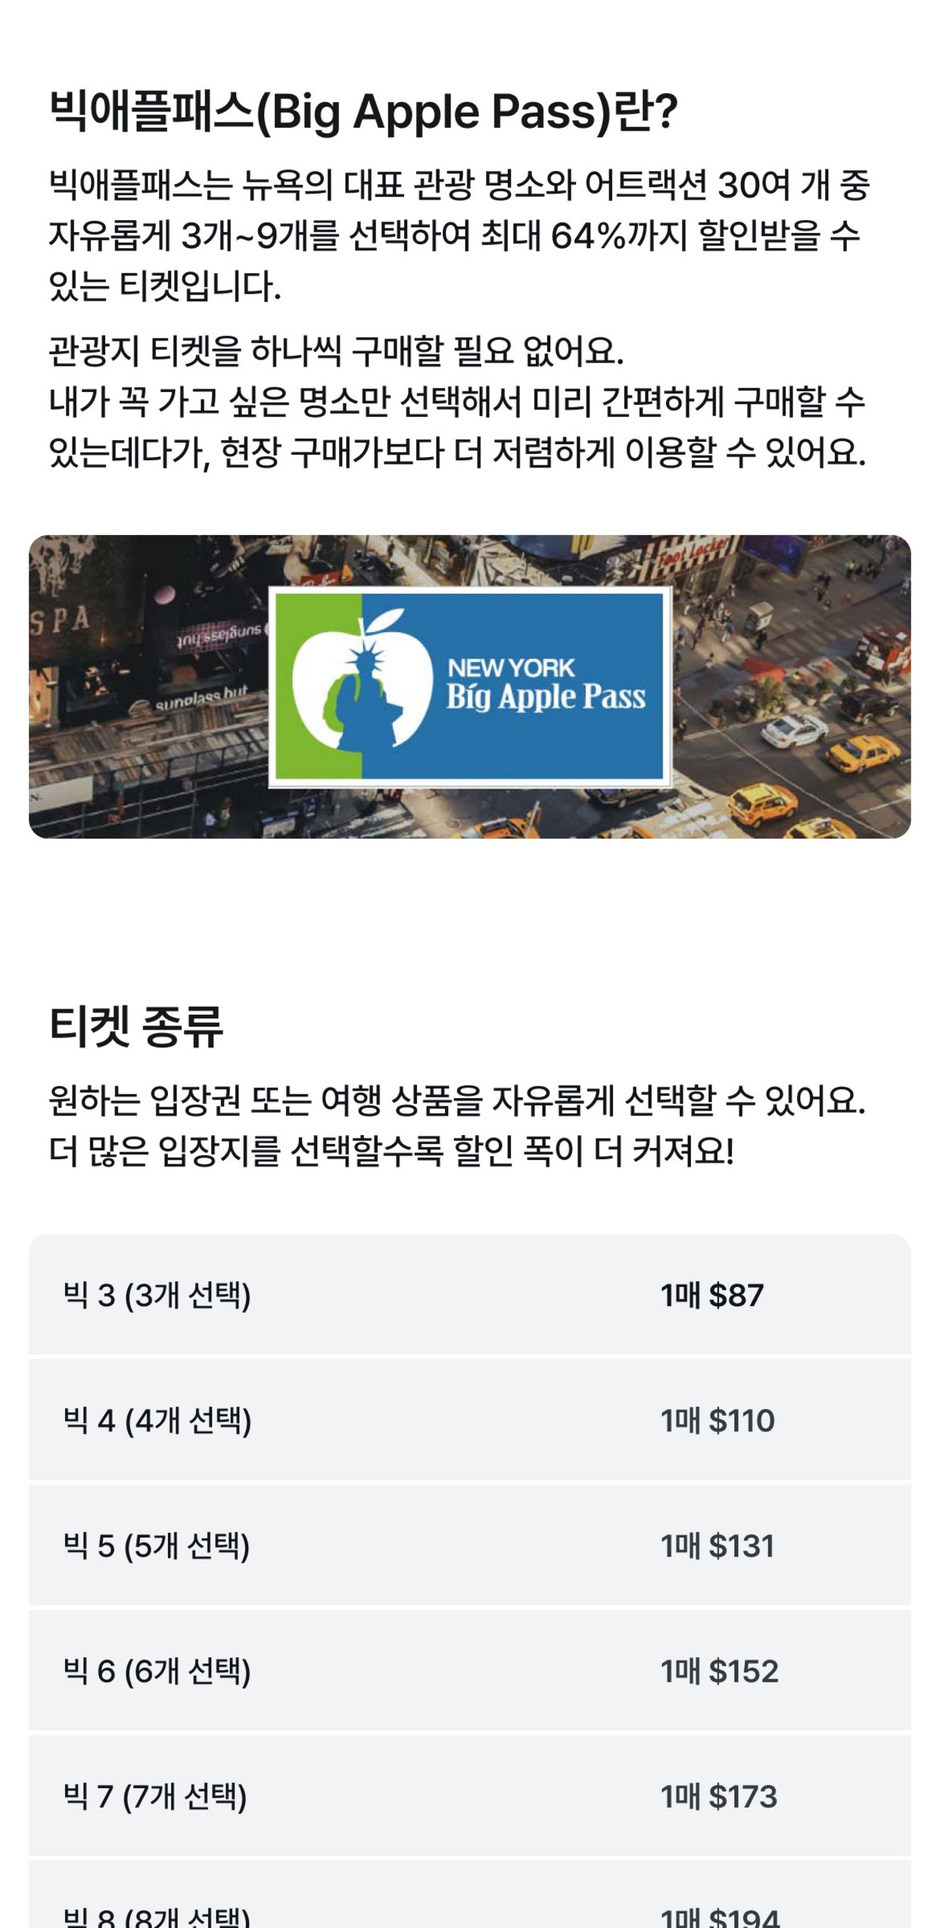 빅애플패스(Big Apple Pass)란?
빅애플패스는 뉴욕의 대표 관광 명소와 어트랙션 30여 개 중
자유롭게 3개~9개를 선택하여 최대 64%까지 할인받을 수
있는 티켓입니다.
관광지 티켓을 하나씩 구매할 필요 없어요.
내가 꼭 가고 싶은 명소만 선택해서 미리 간편하게 구매할 수
있는데다가, 현장 구매가보다 더 저렴하게 이용할 수 있어요.
SPA
sunglass hut
sunglass hut
Foot Locker
NEW YORK
Big Apple Pass
티켓 종류
원하는 입장권 또는 여행 상품을 자유롭게 선택할 수 있어요.
더 많은 입장지를 선택할수록 할인 폭이 더 커져요!
빅 3 (3개 선택) 1매 $87
빅 4 (4개 선택) 1매 $110
빅 5 (5개 선택) 1매 $131
빅 6 (6개 선택) 1매 $152
빅 7 (7개 선택) 1매 $173
빅 8 (8개 선택) 1매 $194